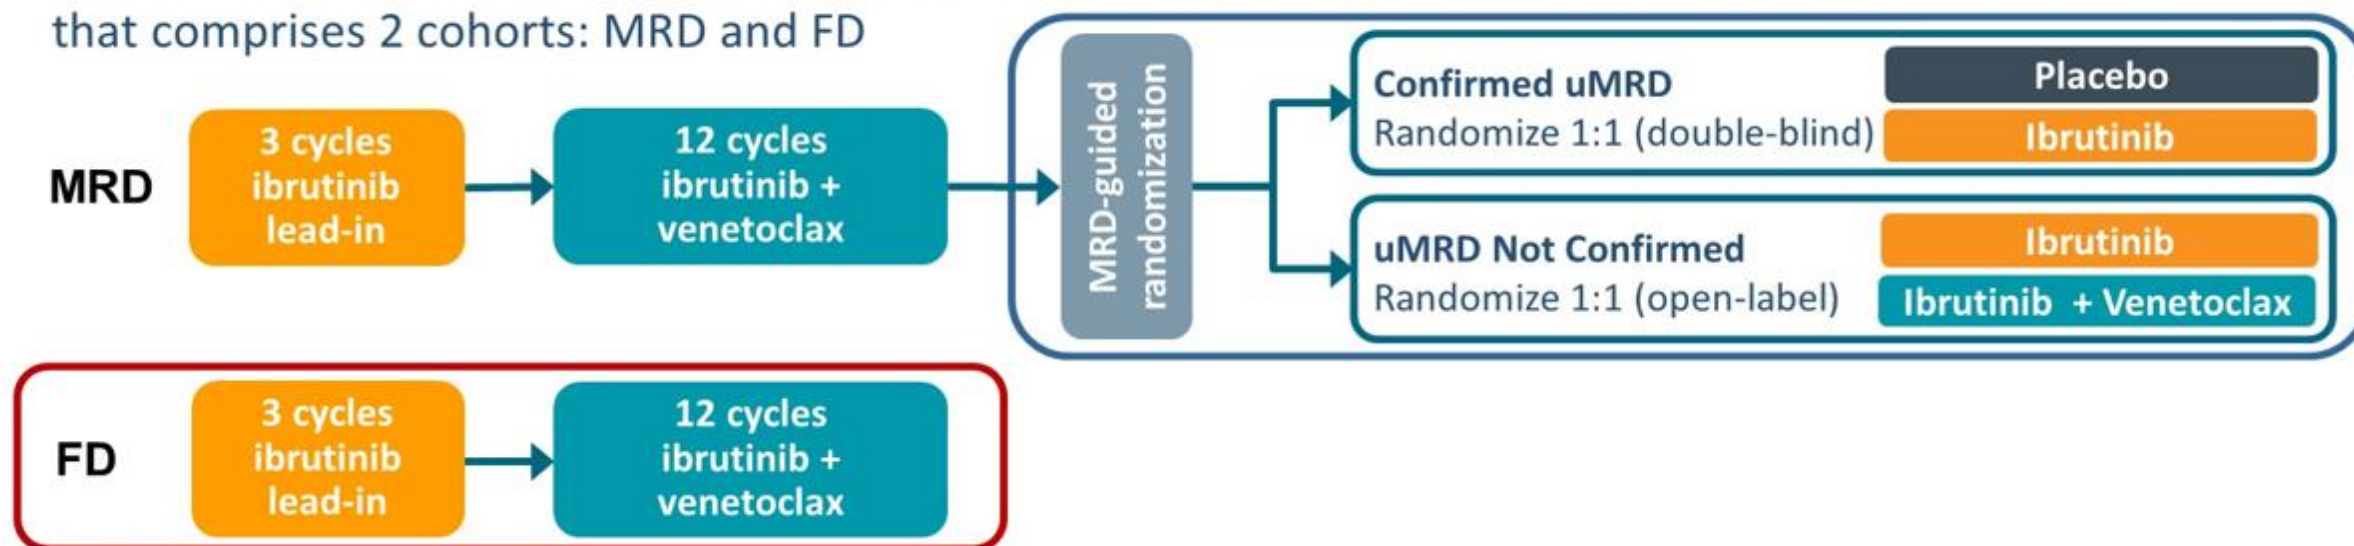 that comprises 2 cohorts: MRD and FD
MRD
3 cycles
ibrutinib
lead-in
12 cycles
ibrutinib +
venetoclax
MRD-guided
randomization
Confirmed uMRD
Randomize 1:1 (double-blind)
Placebo
Ibrutinib
uMRD Not Confirmed
Randomize 1:1 (open-label)
Ibrutinib
Ibrutinib + Venetoclax
FD
3 cycles
ibrutinib
lead-in
12 cycles
ibrutinib +
venetoclax